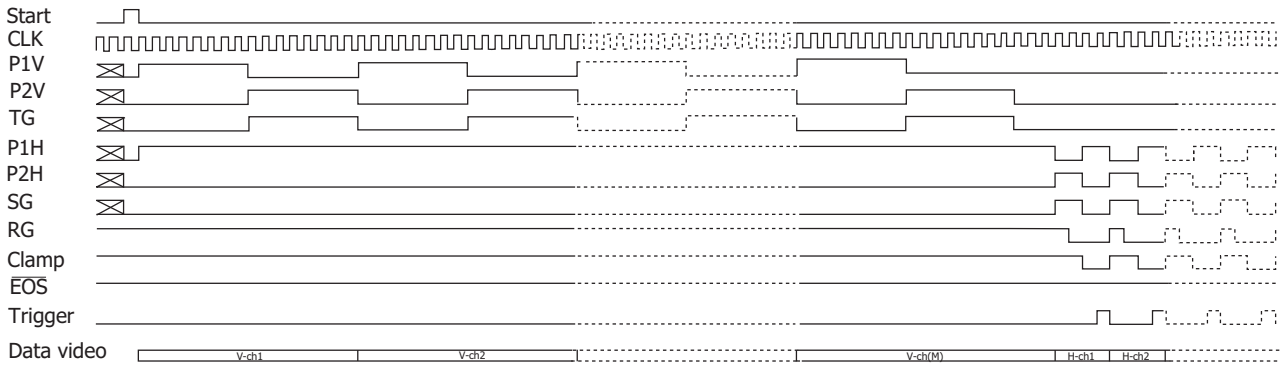 Start
CLK
P1V
P2V
TG
P1H
P2H
SG
RG
Clamp
EOS
Trigger
Data video V-ch1 V-ch2 V-ch(M) H-ch1 H-ch2